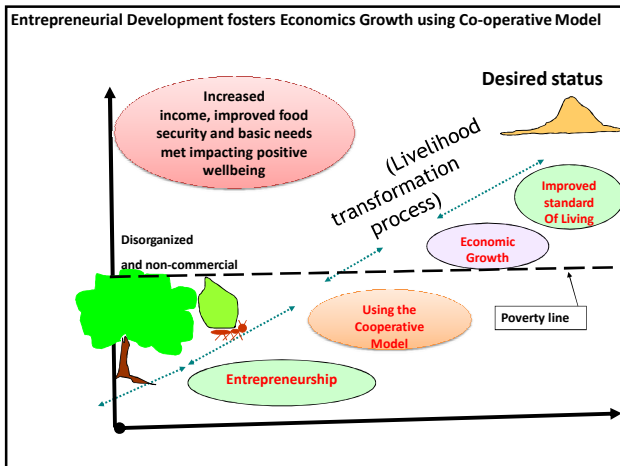 Entrepreneurial Development fosters Economics Growth using Co-operative Model
Desired status
Increased
income, improved food
security and basic needs
met impacting positive
wellbeing
(Livelihood
transformation
process)
Improved
standard
Of Living
Disorganized
and non-commercial
Economic
Growth
Using the
Cooperative
Model
Poverty line
Entrepreneurship